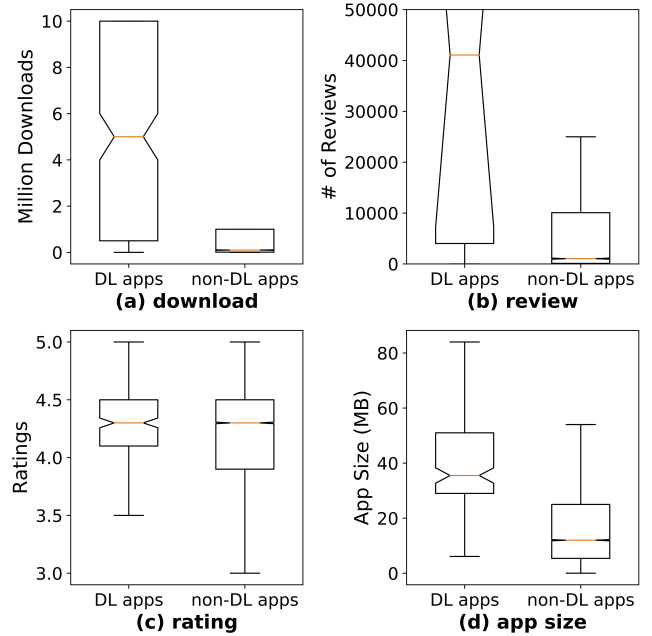 10
8
6
4
2
0
Million Downloads
DL apps non-DL apps
(a) download
50000
40000
30000
20000
10000
0
# of Reviews
DL apps non-DL apps
(b) review
5.0
4.5
4.0
3.5
3.0
Ratings
DL apps non-DL apps
(c) rating
80
60
40
20
0
App Size (MB)
DL apps non-DL apps
(d) app size